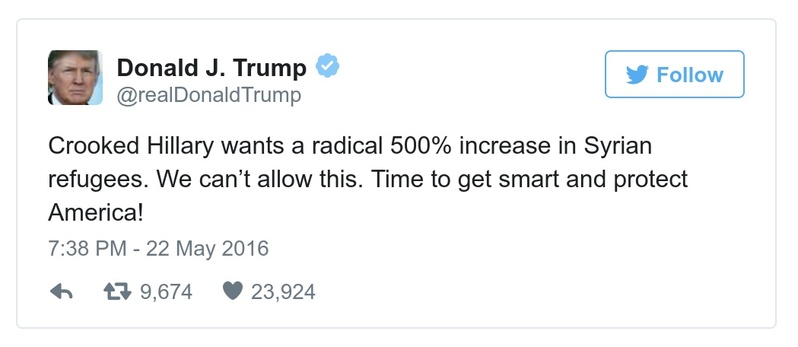 Donald J. Trump
@realDonaldTrump
Follow
Crooked Hillary wants a radical 500% increase in Syrian
refugees. We can’t allow this. Time to get smart and protect
America!
7:38 PM - 22 May 2016
9,674 23,924